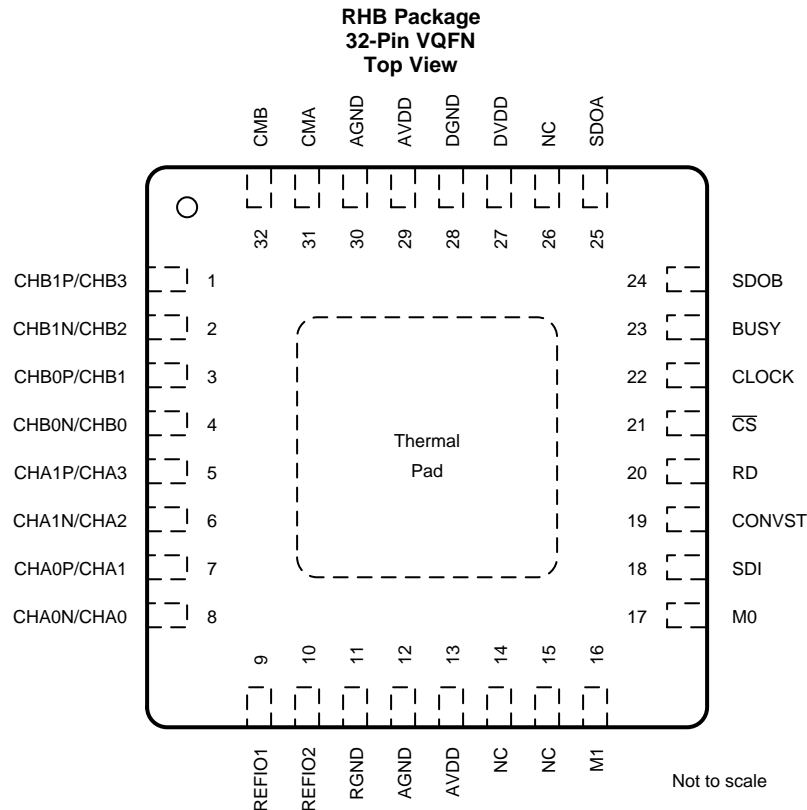 RHB Package
32-Pin VQFN
Top View
CMB
CMA
AGND
AVDD
DGND
DVDD
NC
SDOA
32
31
30
29
28
27
26
25
CHB1P/CHB3 1
CHB1N/CHB2 2
CHB0P/CHB1 3
CHB0N/CHB0 4
CHA1P/CHA3 5
CHA1N/CHA2 6
CHA0P/CHA1 7
CHA0N/CHA0 8
Thermal
Pad
24 SDOB
23 BUSY
22 CLOCK
21 C̅S̅
20 RD
19 CONVST
18 SDI
17 M0
9
10
11
12
13
14
15
16
REFIO1
REFIO2
RGND
AGND
AVDD
NC
NC
M1
Not to scale